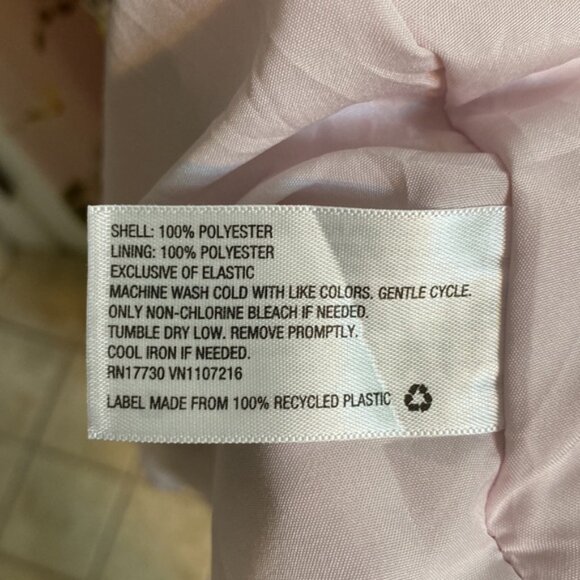 SHELL: 100% POLYESTER
LINING: 100% POLYESTER
EXCLUSIVE OF ELASTIC
MACHINE WASH COLD WITH LIKE COLORS. GENTLE CYCLE.
ONLY NON-CHLORINE BLEACH IF NEEDED.
TUMBLE DRY LOW. REMOVE PROMPTLY.
COOL IRON IF NEEDED.
RN17730 VN1107216
LABEL MADE FROM 100% RECYCLED PLASTIC